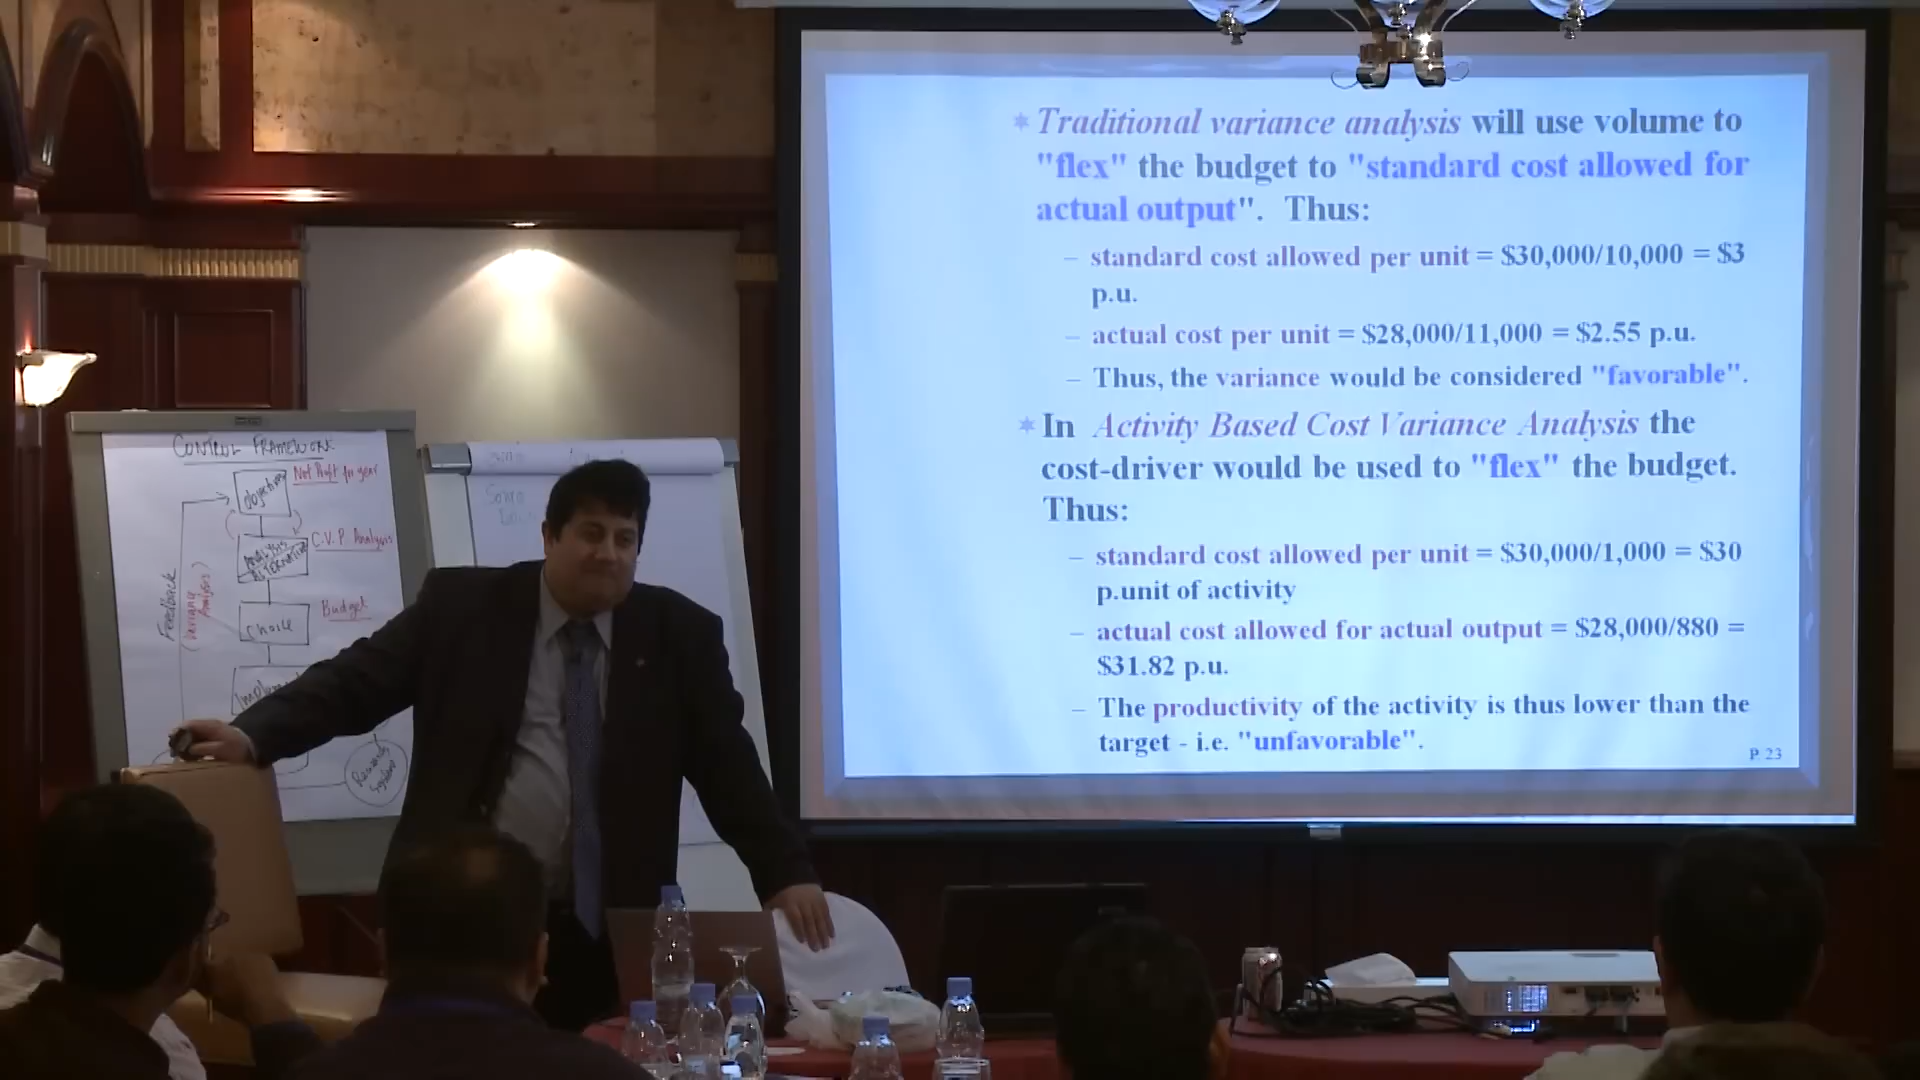 * Traditional variance analysis will use volume to
"flex" the budget to "standard cost allowed for
actual output". Thus:
– standard cost allowed per unit = $30,000/10,000 = $3
p.u.
– actual cost per unit = $28,000/11,000 = $2.55 p.u.
– Thus, the variance would be considered "favorable".
* In Activity Based Cost Variance Analysis the
cost-driver would be used to "flex" the budget.
Thus:
– standard cost allowed per unit = $30,000/1,000 = $30
p.unit of activity
– actual cost allowed for actual output = $28,000/880 =
$31.82 p.u.
– The productivity of the activity is thus lower than the
target - i.e. "unfavorable".
P. 23
CONTROL FRAMEWORK
Net Profit for year
C.V.P Analysis
Feedback
(Variance
Analysis)
Budget
Choice